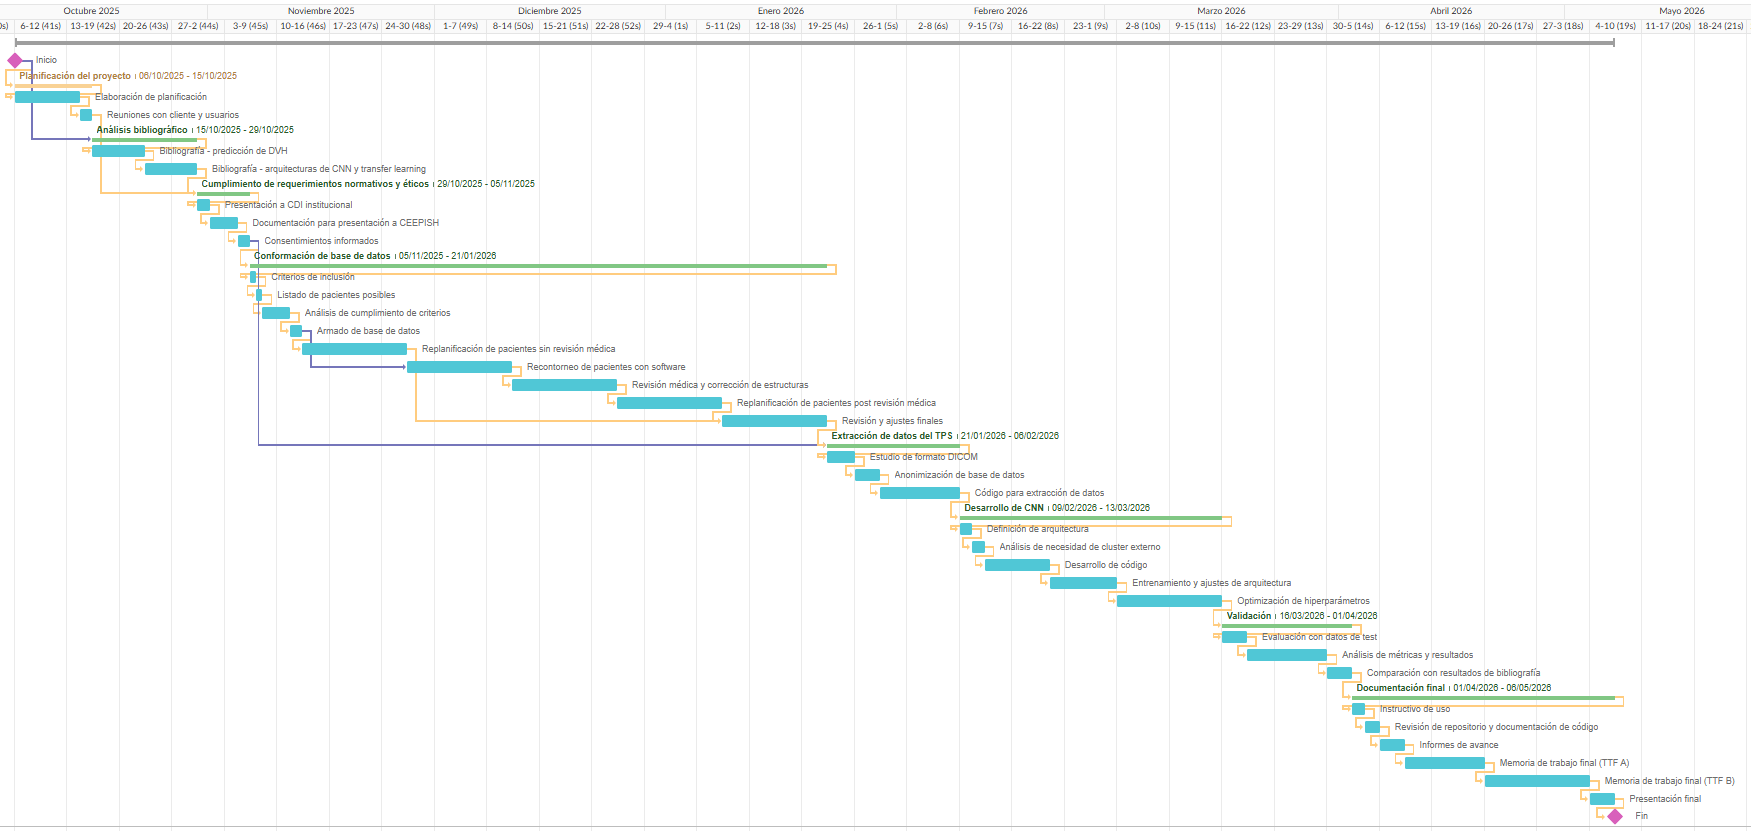 Octubre 2025 Noviembre 2025 Diciembre 2025 Enero 2026 Febrero 2026 Marzo 2026 Abril 2026 Mayo 2026
0s) 6-12 (41s) 13-19 (42s) 20-26 (43s) 27-2 (44s) 3-9 (45s) 10-16 (46s) 17-23 (47s) 24-30 (48s) 1-7 (49s) 8-14 (50s) 15-21 (51s) 22-28 (52s) 29-4 (1s) 5-11 (2s) 12-18 (3s) 19-25 (4s) 26-1 (5s) 2-8 (6s) 9-15 (7s) 16-22 (8s) 23-1 (9s) 2-8 (10s) 9-15 (11s) 16-22 (12s) 23-29 (13s) 30-5 (14s) 6-12 (15s) 13-19 (16s) 20-26 (17s) 27-3 (18s) 4-10 (19s) 11-17 (20s) 18-24 (21s)
Inicio
Planificación del proyecto | 06/10/2025 - 15/10/2025
Elaboración de planificación
Reuniones con cliente y usuarios
Análisis bibliográfico | 15/10/2025 - 29/10/2025
Bibliografía - predicción de DVH
Bibliografía - arquitecturas de CNN y transfer learning
Cumplimiento de requerimientos normativos y éticos | 29/10/2025 - 05/11/2025
Presentación a CDI institucional
Documentación para presentación a CEEPISH
Consentimientos informados
Conformación de base de datos | 05/11/2025 - 21/01/2026
Criterios de inclusión
Listado de pacientes posibles
Análisis de cumplimiento de criterios
Armado de base de datos
Replanificación de pacientes sin revisión médica
Recontorneo de pacientes con software
Revisión médica y corrección de estructuras
Replanificación de pacientes post revisión médica
Revisión y ajustes finales
Extracción de datos del TPS | 21/01/2026 - 06/02/2026
Estudio de formato DICOM
Anonimización de base de datos
Código para extracción de datos
Desarrollo de CNN | 09/02/2026 - 13/03/2026
Definición de arquitectura
Análisis de necesidad de cluster externo
Desarrollo de código
Entrenamiento y ajustes de arquitectura
Optimización de hiperparámetros
Validación | 16/03/2026 - 01/04/2026
Evaluación con datos de test
Análisis de métricas y resultados
Comparación con resultados de bibliografía
Documentación final | 01/04/2026 - 06/05/2026
Instructivo de uso
Revisión de repositorio y documentación de código
Informes de avance
Memoria de trabajo final (TTF A)
Memoria de trabajo final (TTF B)
Presentación final
Fin